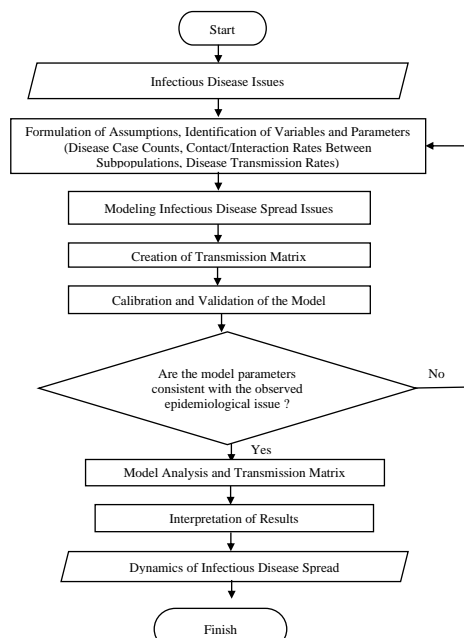 Start
Infectious Disease Issues
Formulation of Assumptions, Identification of Variables and Parameters
(Disease Case Counts, Contact/Interaction Rates Between
Subpopulations, Disease Transmission Rates)
Modeling Infectious Disease Spread Issues
Creation of Transmission Matrix
Calibration and Validation of the Model
Are the model parameters
consistent with the observed
epidemiological issue ?
No
Yes
Model Analysis and Transmission Matrix
Interpretation of Results
Dynamics of Infectious Disease Spread
Finish